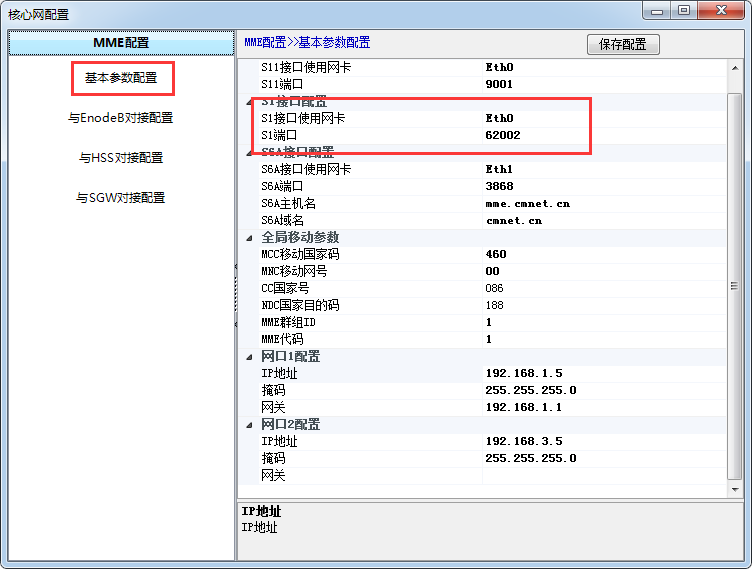 核心网配置
MME配置
基本参数配置
与EnodeB对接配置
与HSS对接配置
与SGW对接配置
MME配置>>基本参数配置
保存配置
S11接口使用网卡 Eth0
S11端口 9001
S1接口配置
S1接口使用网卡 Eth0
S1端口 62002
S6A接口配置
S6A接口使用网卡 Eth1
S6A端口 3868
S6A主机名 mme.cmnet.cn
S6A域名 cmnet.cn
全局移动参数
MCC移动国家码 460
MNC移动网号 00
CC国家号 086
NDC国家目的码 188
MME群组ID 1
MME代码 1
网口1配置
IP地址 192.168.1.5
掩码 255.255.255.0
网关 192.168.1.1
网口2配置
IP地址 192.168.3.5
掩码 255.255.255.0
网关
IP地址
IP地址